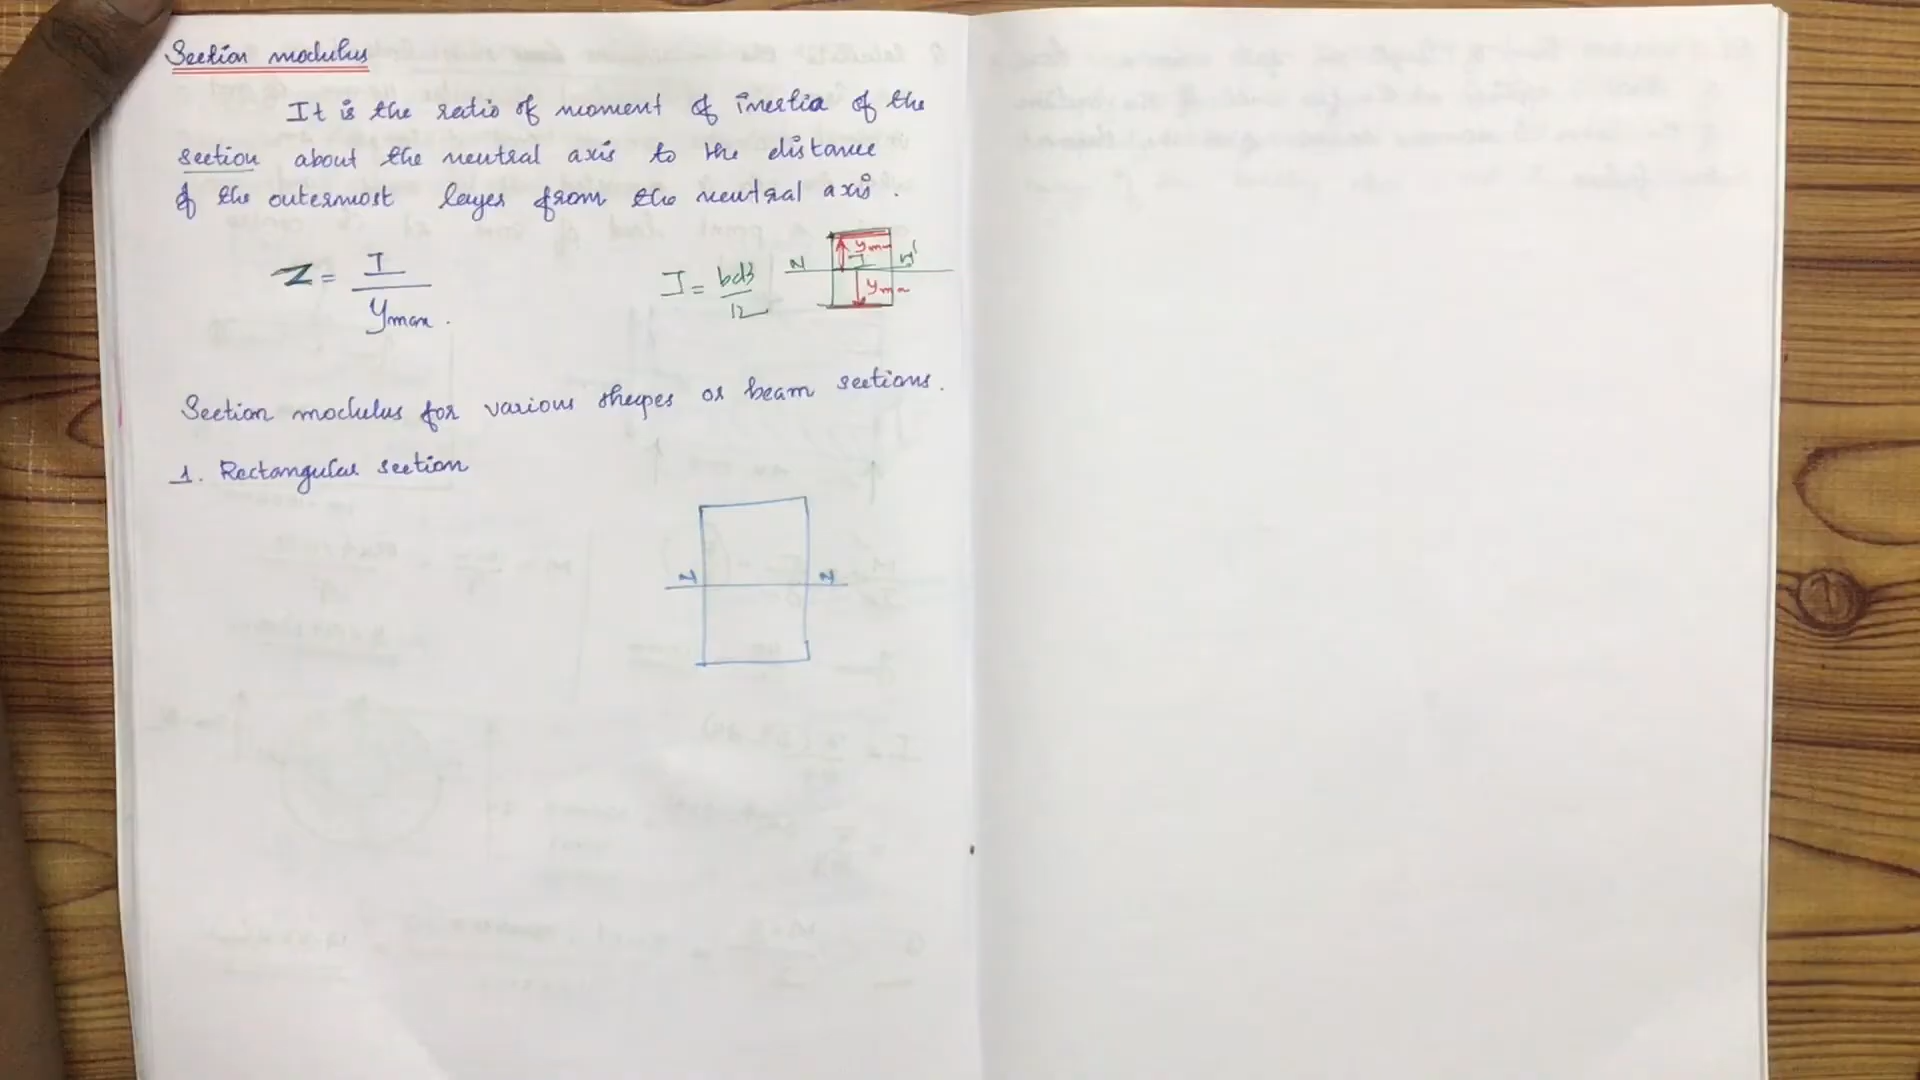 Section modulus
It is the ratio of moment of inertia of the
section about the neutral axis to the distance
of the outermost layer from the neutral axis.
Z = I / Ymax.
I = bd3 / 12
N
Ymax
I
Ymax
Section modulus for various shapes or beam sections.
1. Rectangular section
N N